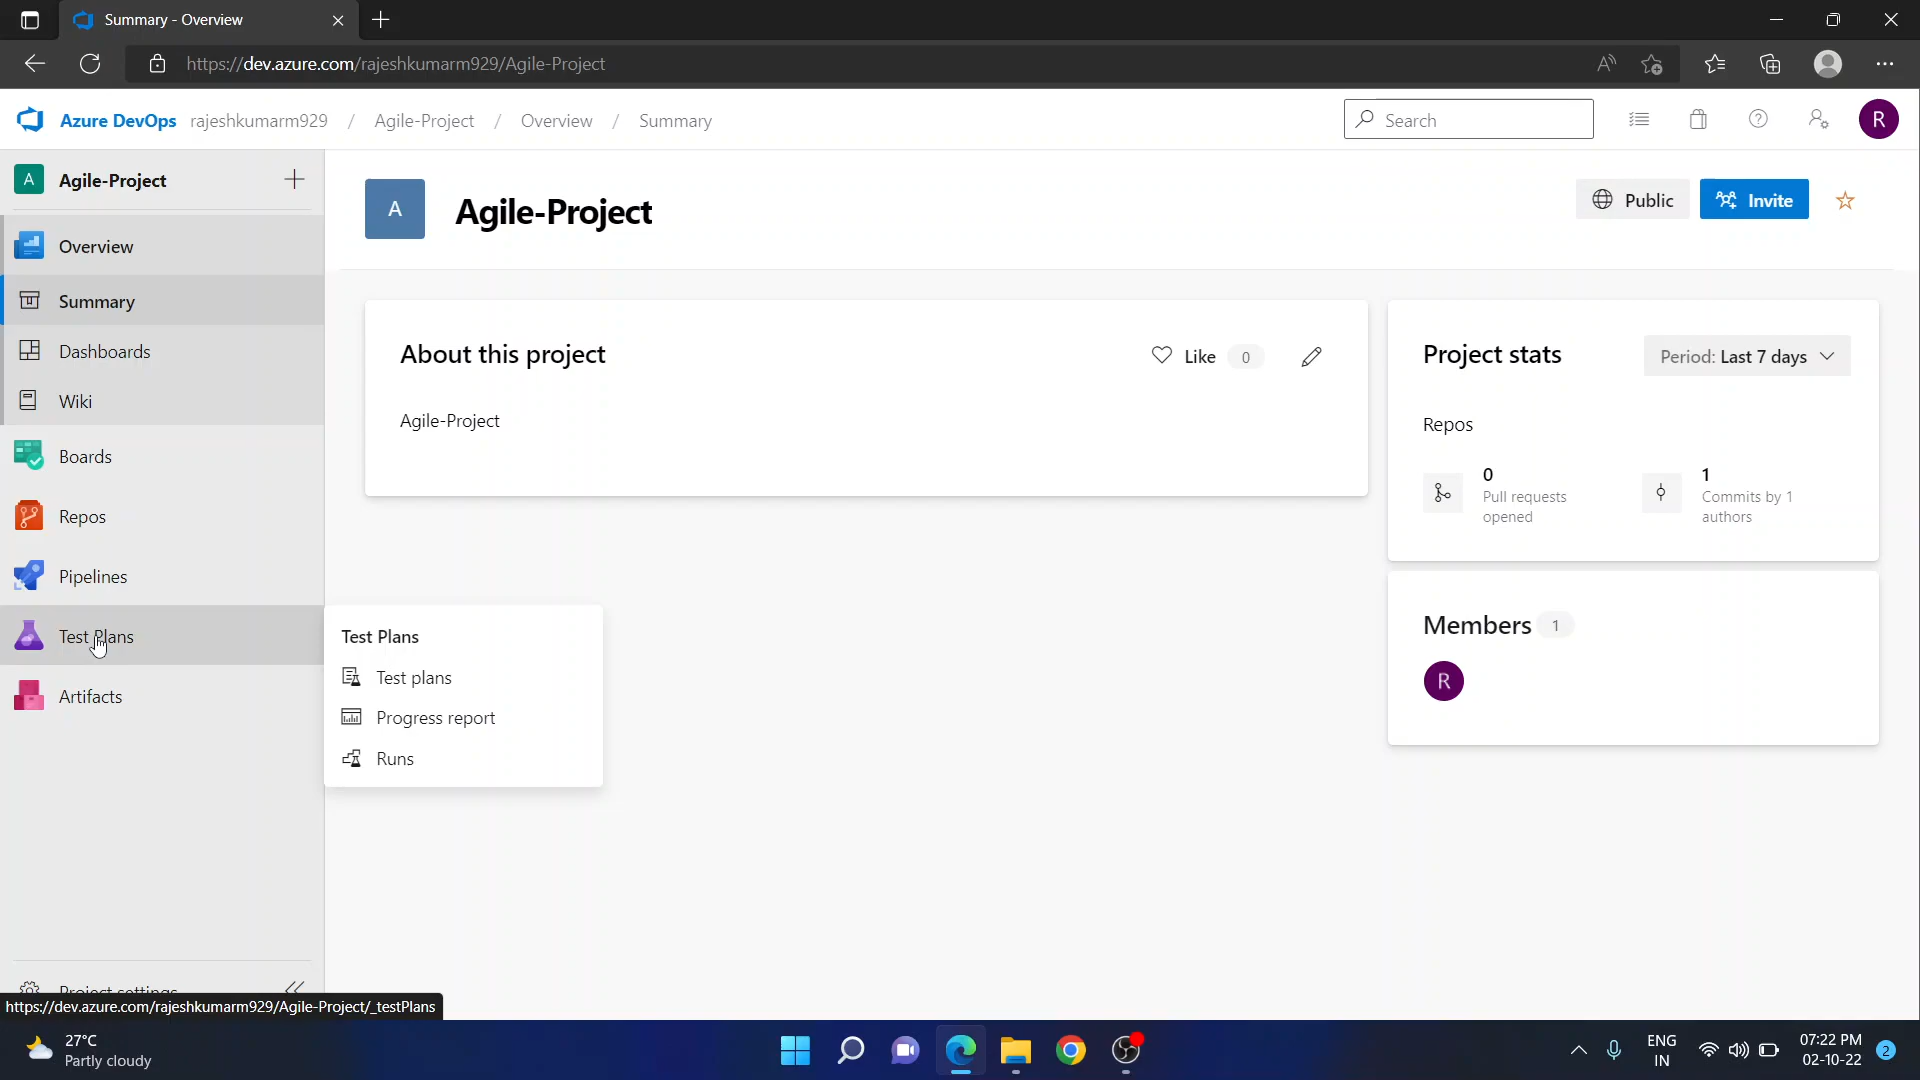 Summary - Overview
https://dev.azure.com/rajeshkumarm929/Agile-Project
Azure DevOps rajeshkumarm929 / Agile-Project / Overview / Summary
Search
R
A Agile-Project
Overview
Summary
Dashboards
Wiki
Boards
Repos
Pipelines
Test Plans
Artifacts
Project settings
https://dev.azure.com/rajeshkumarm929/Agile-Project/_testPlans
Test Plans
Test plans
Progress report
Runs
A Agile-Project
Public
Invite
About this project
Like 0
Agile-Project
Project stats
Period: Last 7 days
Repos
0
Pull requests
opened
1
Commits by 1
authors
Members 1
R
27°C
Partly cloudy
ENG
IN
07:22 PM
02-10-22
2